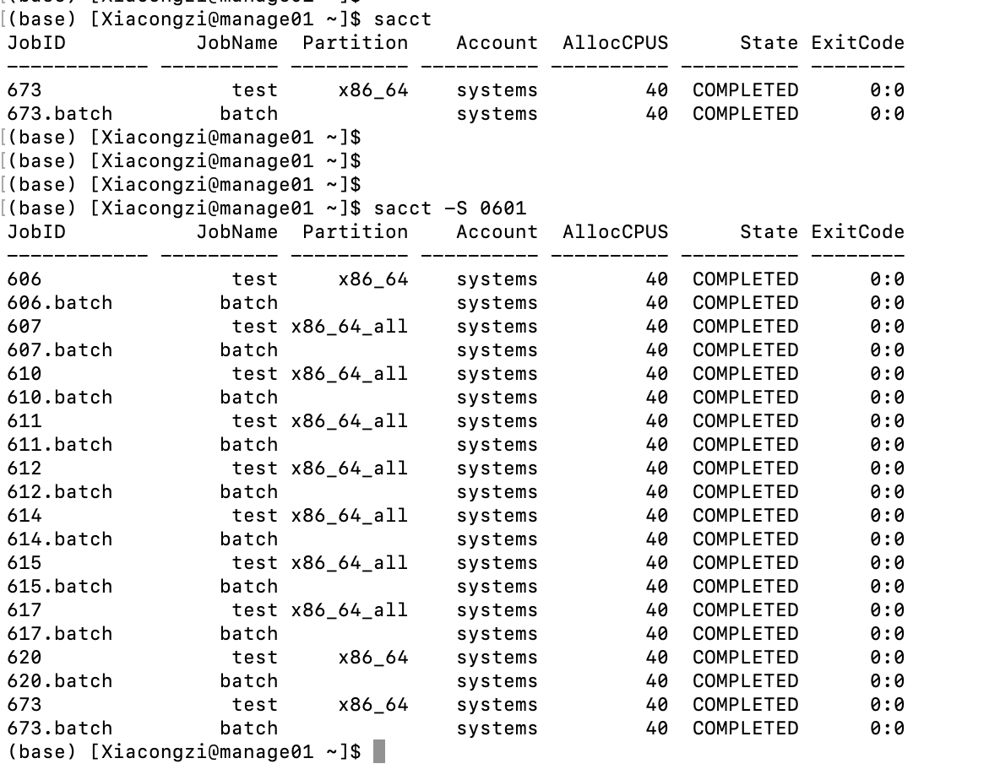 [(base) [Xiacongzi@manage01 ~]$ sacct
JobID           JobName  Partition    Account  AllocCPUS      State ExitCode
------------ ---------- ---------- ---------- ---------- ---------- --------
673                test     x86_64    systems         40  COMPLETED      0:0
673.batch         batch               systems         40  COMPLETED      0:0
[(base) [Xiacongzi@manage01 ~]$
[(base) [Xiacongzi@manage01 ~]$
[(base) [Xiacongzi@manage01 ~]$
[(base) [Xiacongzi@manage01 ~]$ sacct -S 0601
JobID           JobName  Partition    Account  AllocCPUS      State ExitCode
------------ ---------- ---------- ---------- ---------- ---------- --------
606                test     x86_64    systems         40  COMPLETED      0:0
606.batch         batch               systems         40  COMPLETED      0:0
607                test x86_64_all    systems         40  COMPLETED      0:0
607.batch         batch               systems         40  COMPLETED      0:0
610                test x86_64_all    systems         40  COMPLETED      0:0
610.batch         batch               systems         40  COMPLETED      0:0
611                test x86_64_all    systems         40  COMPLETED      0:0
611.batch         batch               systems         40  COMPLETED      0:0
612                test x86_64_all    systems         40  COMPLETED      0:0
612.batch         batch               systems         40  COMPLETED      0:0
614                test x86_64_all    systems         40  COMPLETED      0:0
614.batch         batch               systems         40  COMPLETED      0:0
615                test x86_64_all    systems         40  COMPLETED      0:0
615.batch         batch               systems         40  COMPLETED      0:0
617                test x86_64_all    systems         40  COMPLETED      0:0
617.batch         batch               systems         40  COMPLETED      0:0
620                test     x86_64    systems         40  COMPLETED      0:0
620.batch         batch               systems         40  COMPLETED      0:0
673                test     x86_64    systems         40  COMPLETED      0:0
673.batch         batch               systems         40  COMPLETED      0:0
(base) [Xiacongzi@manage01 ~]$